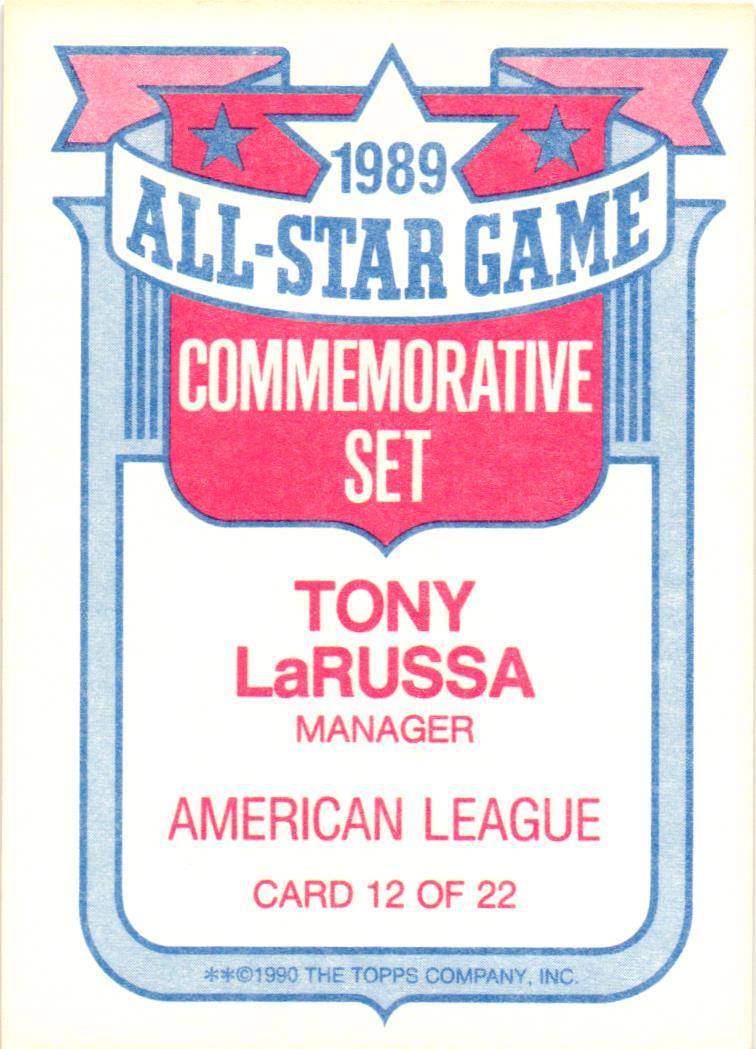 1989
ALL-STAR GAME
COMMEMORATIVE
SET
TONY
LaRUSSA
MANAGER
AMERICAN LEAGUE
CARD 12 OF 22
**©1990 THE TOPPS COMPANY, INC.